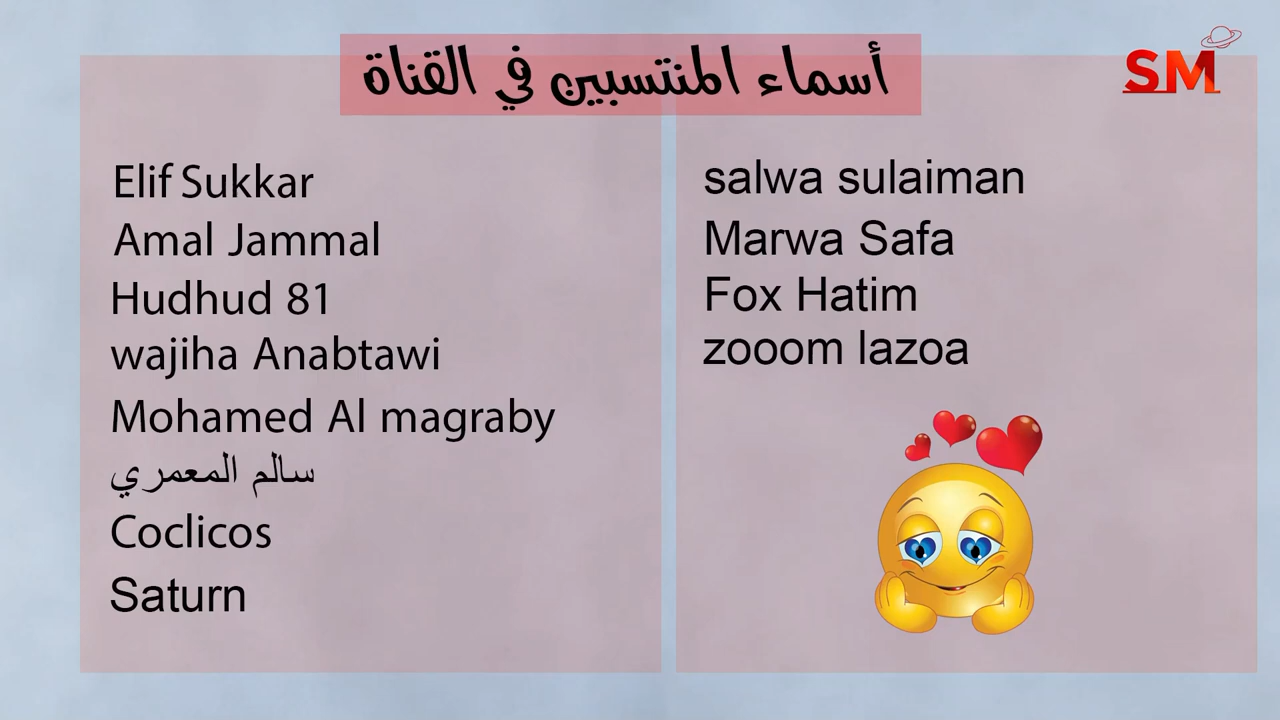 أسماء المنتسبين في القناة
SM
Elif Sukkar
Amal Jammal
Hudhud 81
wajiha Anabtawi
Mohamed Al magraby
سالم المعمري
Coclicos
Saturn
salwa sulaiman
Marwa Safa
Fox Hatim
zooom lazoa